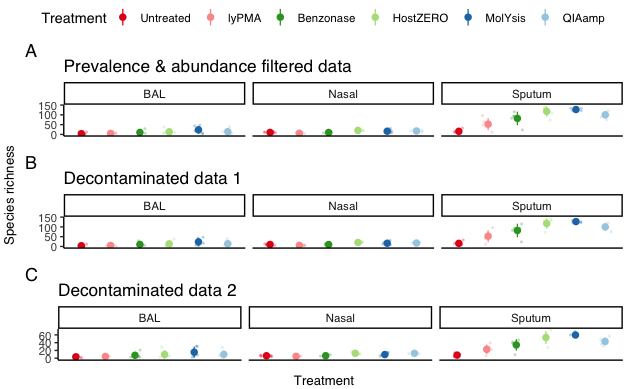 Treatment Untreated lyPMA Benzonase HostZERO MolYsis QIAamp
A
Prevalence & abundance filtered data
BAL Nasal Sputum
150
100
50
0
B
Decontaminated data 1
BAL Nasal Sputum
150
100
50
0
C
Decontaminated data 2
BAL Nasal Sputum
60
40
20
0
Species richness
Treatment